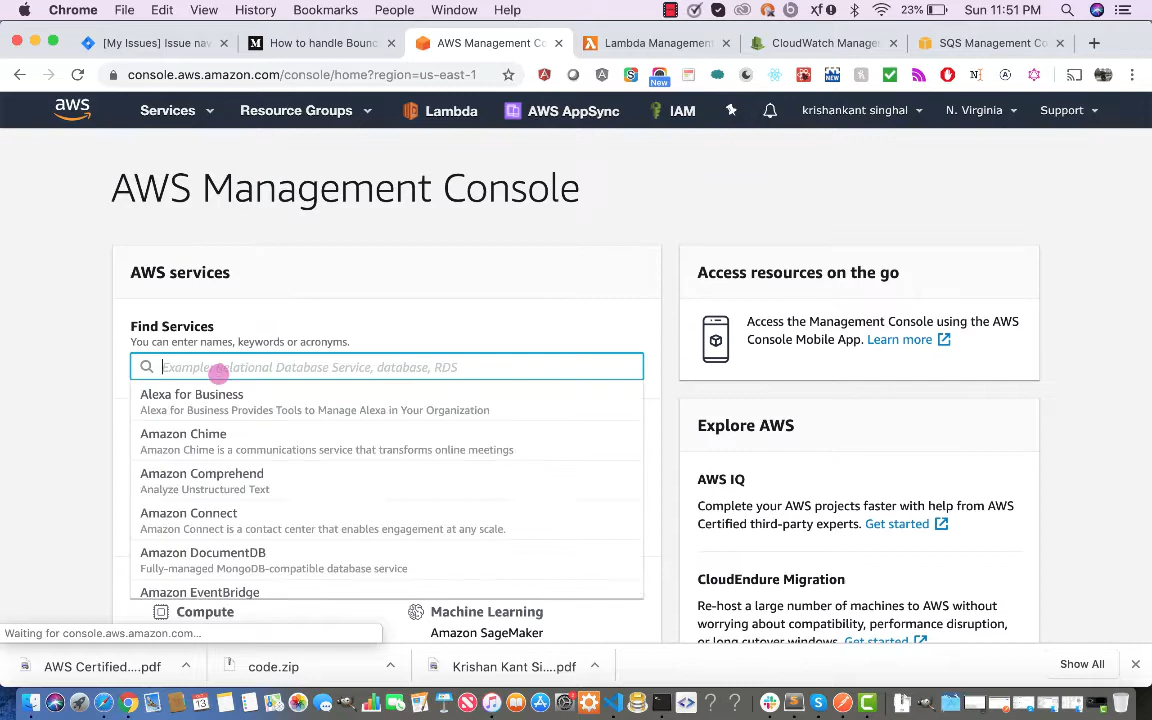 Chrome File Edit View History Bookmarks People Window Help 23% Sun 11:51 PM
[My Issues] Issue nav How to handle Bounc AWS Management Co Lambda Management CloudWatch Manage SQS Management Co
console.aws.amazon.com/console/home?region=us-east-1 New NEW
aws Services Resource Groups Lambda AWS AppSync IAM krishankant singhal N. Virginia Support
AWS Management Console
AWS services
Find Services
You can enter names, keywords or acronyms.
Example: Relational Database Service, database, RDS
Alexa for Business
Alexa for Business Provides Tools to Manage Alexa in Your Organization
Amazon Chime
Amazon Chime is a communications service that transforms online meetings
Amazon Comprehend
Analyze Unstructured Text
Amazon Connect
Amazon Connect is a contact center that enables engagement at any scale.
Amazon DocumentDB
Fully-managed MongoDB-compatible database service
Amazon EventBridge
Compute
Machine Learning
Amazon SageMaker
Access resources on the go
Access the Management Console using the AWS
Console Mobile App. Learn more
Explore AWS
AWS IQ
Complete your AWS projects faster with help from AWS
Certified third-party experts. Get started
CloudEndure Migration
Re-host a large number of machines to AWS without
worrying about compatibility, performance disruption,
or long cutover windows. Get started
Waiting for console.aws.amazon.com...
AWS Certified....pdf code.zip Krishan Kant Si....pdf Show All